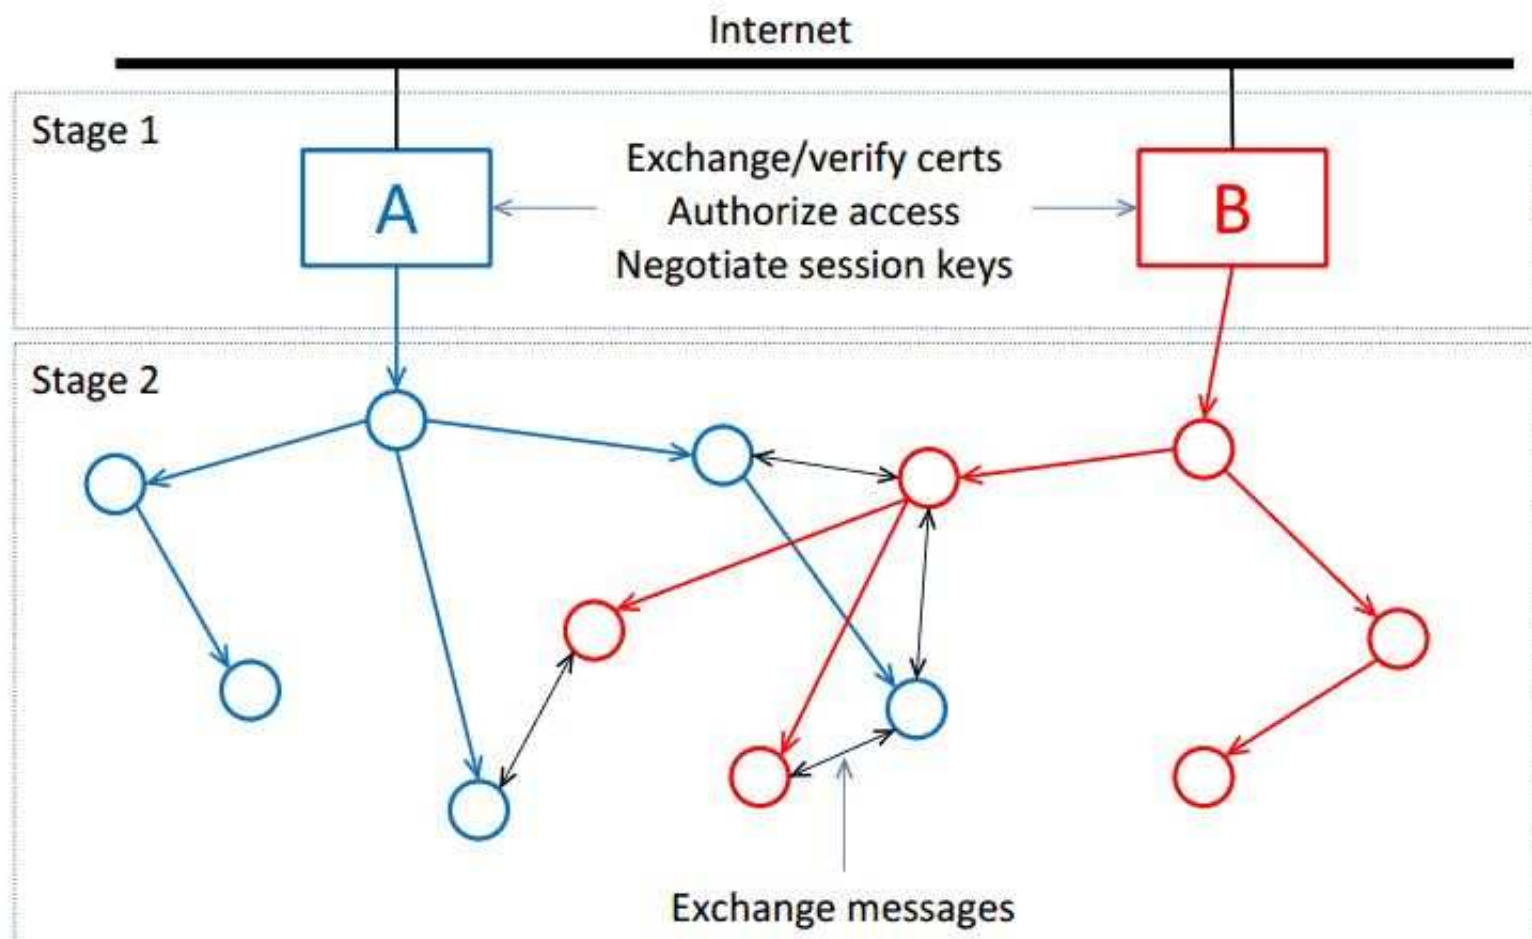 Internet
Stage 1
A
Exchange/verify certs
Authorize access
Negotiate session keys
B
Stage 2
Exchange messages